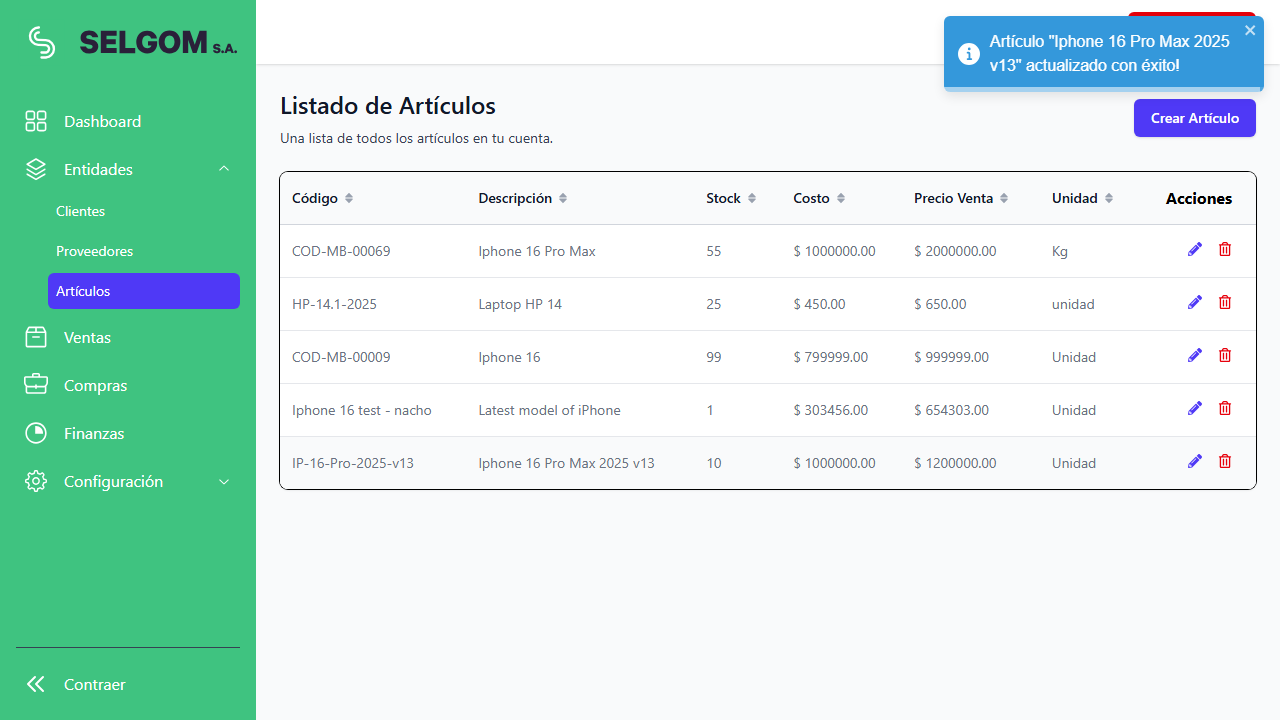 SELGOM S.A.
Dashboard
Entidades
Clientes
Proveedores
Artículos
Ventas
Compras
Finanzas
Configuración
Contraer
Artículo "Iphone 16 Pro Max 2025
v13" actualizado con éxito!
Listado de Artículos
Una lista de todos los artículos en tu cuenta.
Crear Artículo
Código Descripción Stock Costo Precio Venta Unidad Acciones
COD-MB-00069 Iphone 16 Pro Max 55 $ 1000000.00 $ 2000000.00 Kg
HP-14.1-2025 Laptop HP 14 25 $ 450.00 $ 650.00 unidad
COD-MB-00009 Iphone 16 99 $ 799999.00 $ 999999.00 Unidad
Iphone 16 test - nacho Latest model of iPhone 1 $ 303456.00 $ 654303.00 Unidad
IP-16-Pro-2025-v13 Iphone 16 Pro Max 2025 v13 10 $ 1000000.00 $ 1200000.00 Unidad